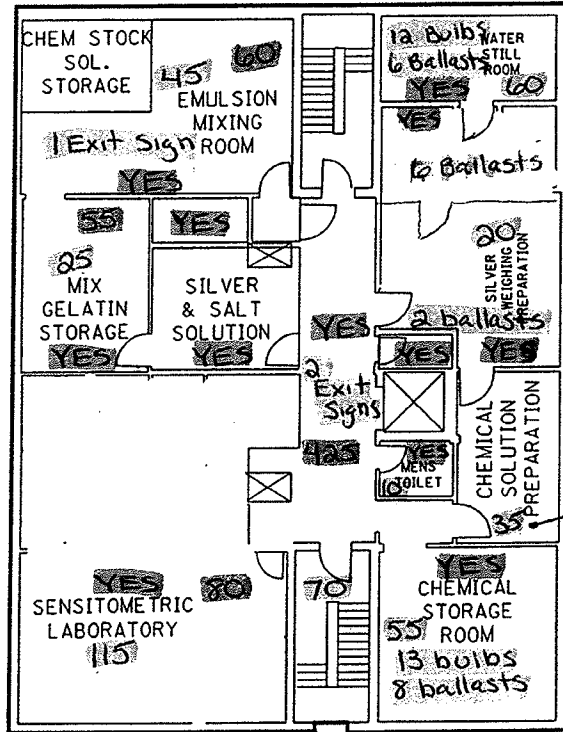 CHEM STOCK
SOL.
STORAGE
45
60
EMULSION
MIXING
ROOM
1 Exit Sign
YES
12 Bulbs
WATER
6 Ballasts
STILL
ROOM
YES
60
YES
6 Ballasts
55
25
MIX
GELATIN
STORAGE
YES
YES
SILVER
& SALT
SOLUTION
YES
20
SILVER
WEIGHING
PREPARATION
2 ballasts
YES
YES
2
Exit
Signs
425
YES
YES
MENS
TOILET
10
CHEMICAL
SOLUTION
PREPARATION
35
YES
80
SENSITOMETRIC
LABORATORY
115
70
YES
CHEMICAL
STORAGE
55
ROOM
13 bulbs
8 ballasts